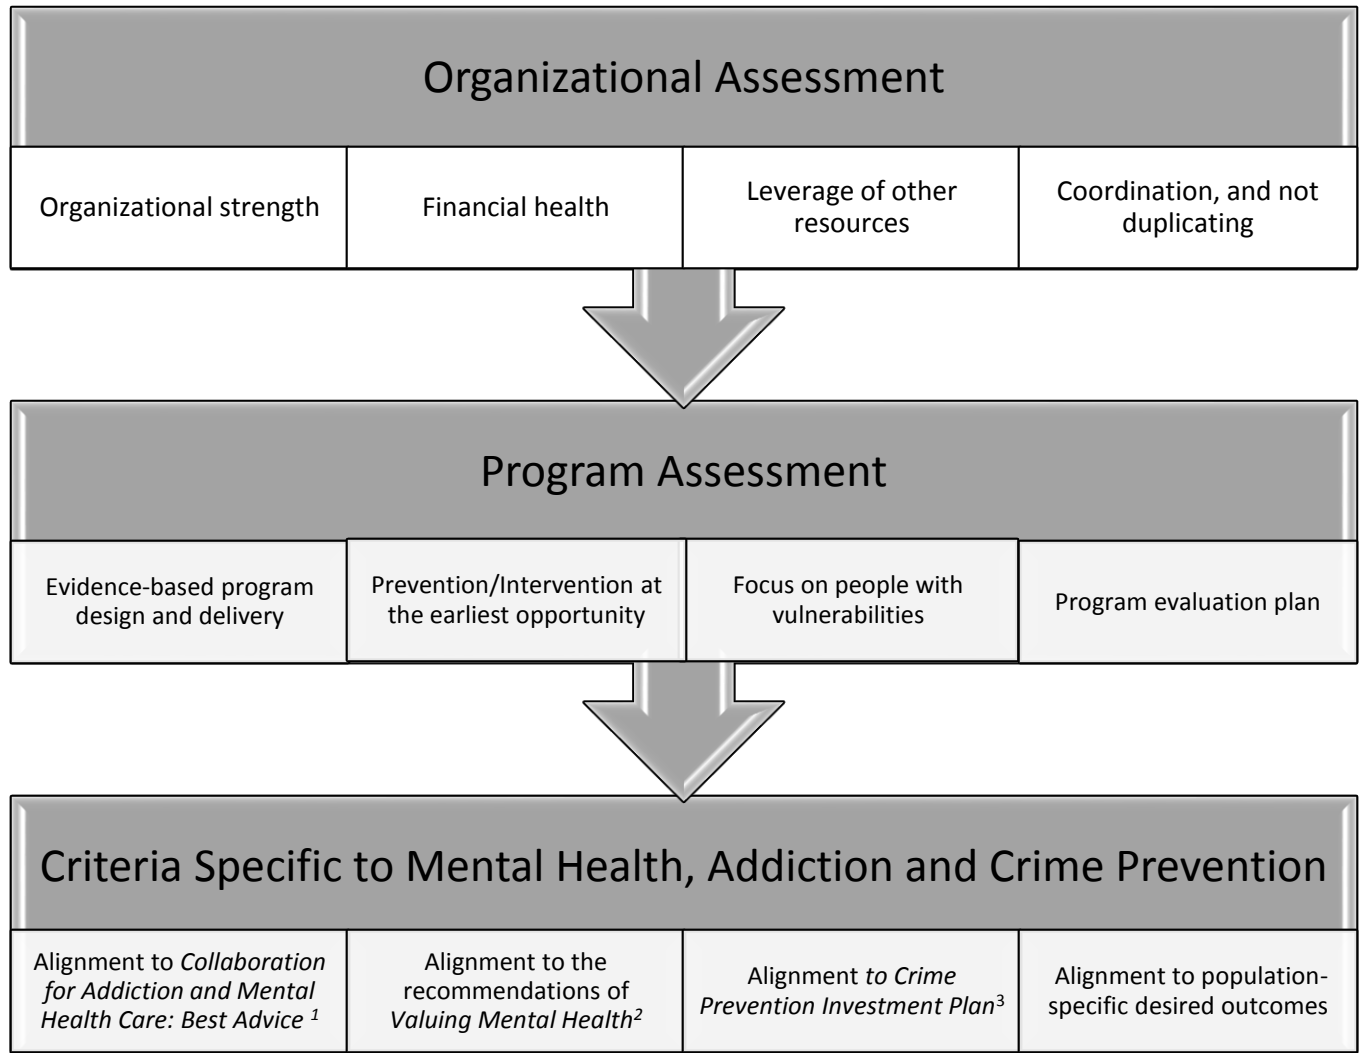 Organizational Assessment
Organizational strength
Financial health
Leverage of other
resources
Coordination, and not
duplicating
Program Assessment
Evidence-based program
design and delivery
Prevention/Intervention at
the earliest opportunity
Focus on people with
vulnerabilities
Program evaluation plan
Criteria Specific to Mental Health, Addiction and Crime Prevention
Alignment to Collaboration
for Addiction and Mental
Health Care: Best Advice ¹
Alignment to the
recommendations of
Valuing Mental Health²
Alignment to Crime
Prevention Investment Plan³
Alignment to population-
specific desired outcomes